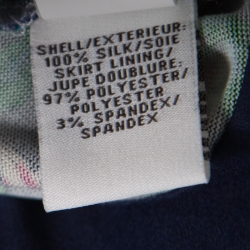 SHELL/EXTERIEUR:
100% SILK/SOIE
SKIRT LINING/
JUPE DOUBLURE:
97% POLYESTER/
POLYESTER
3% SPANDEX/
SPANDEX